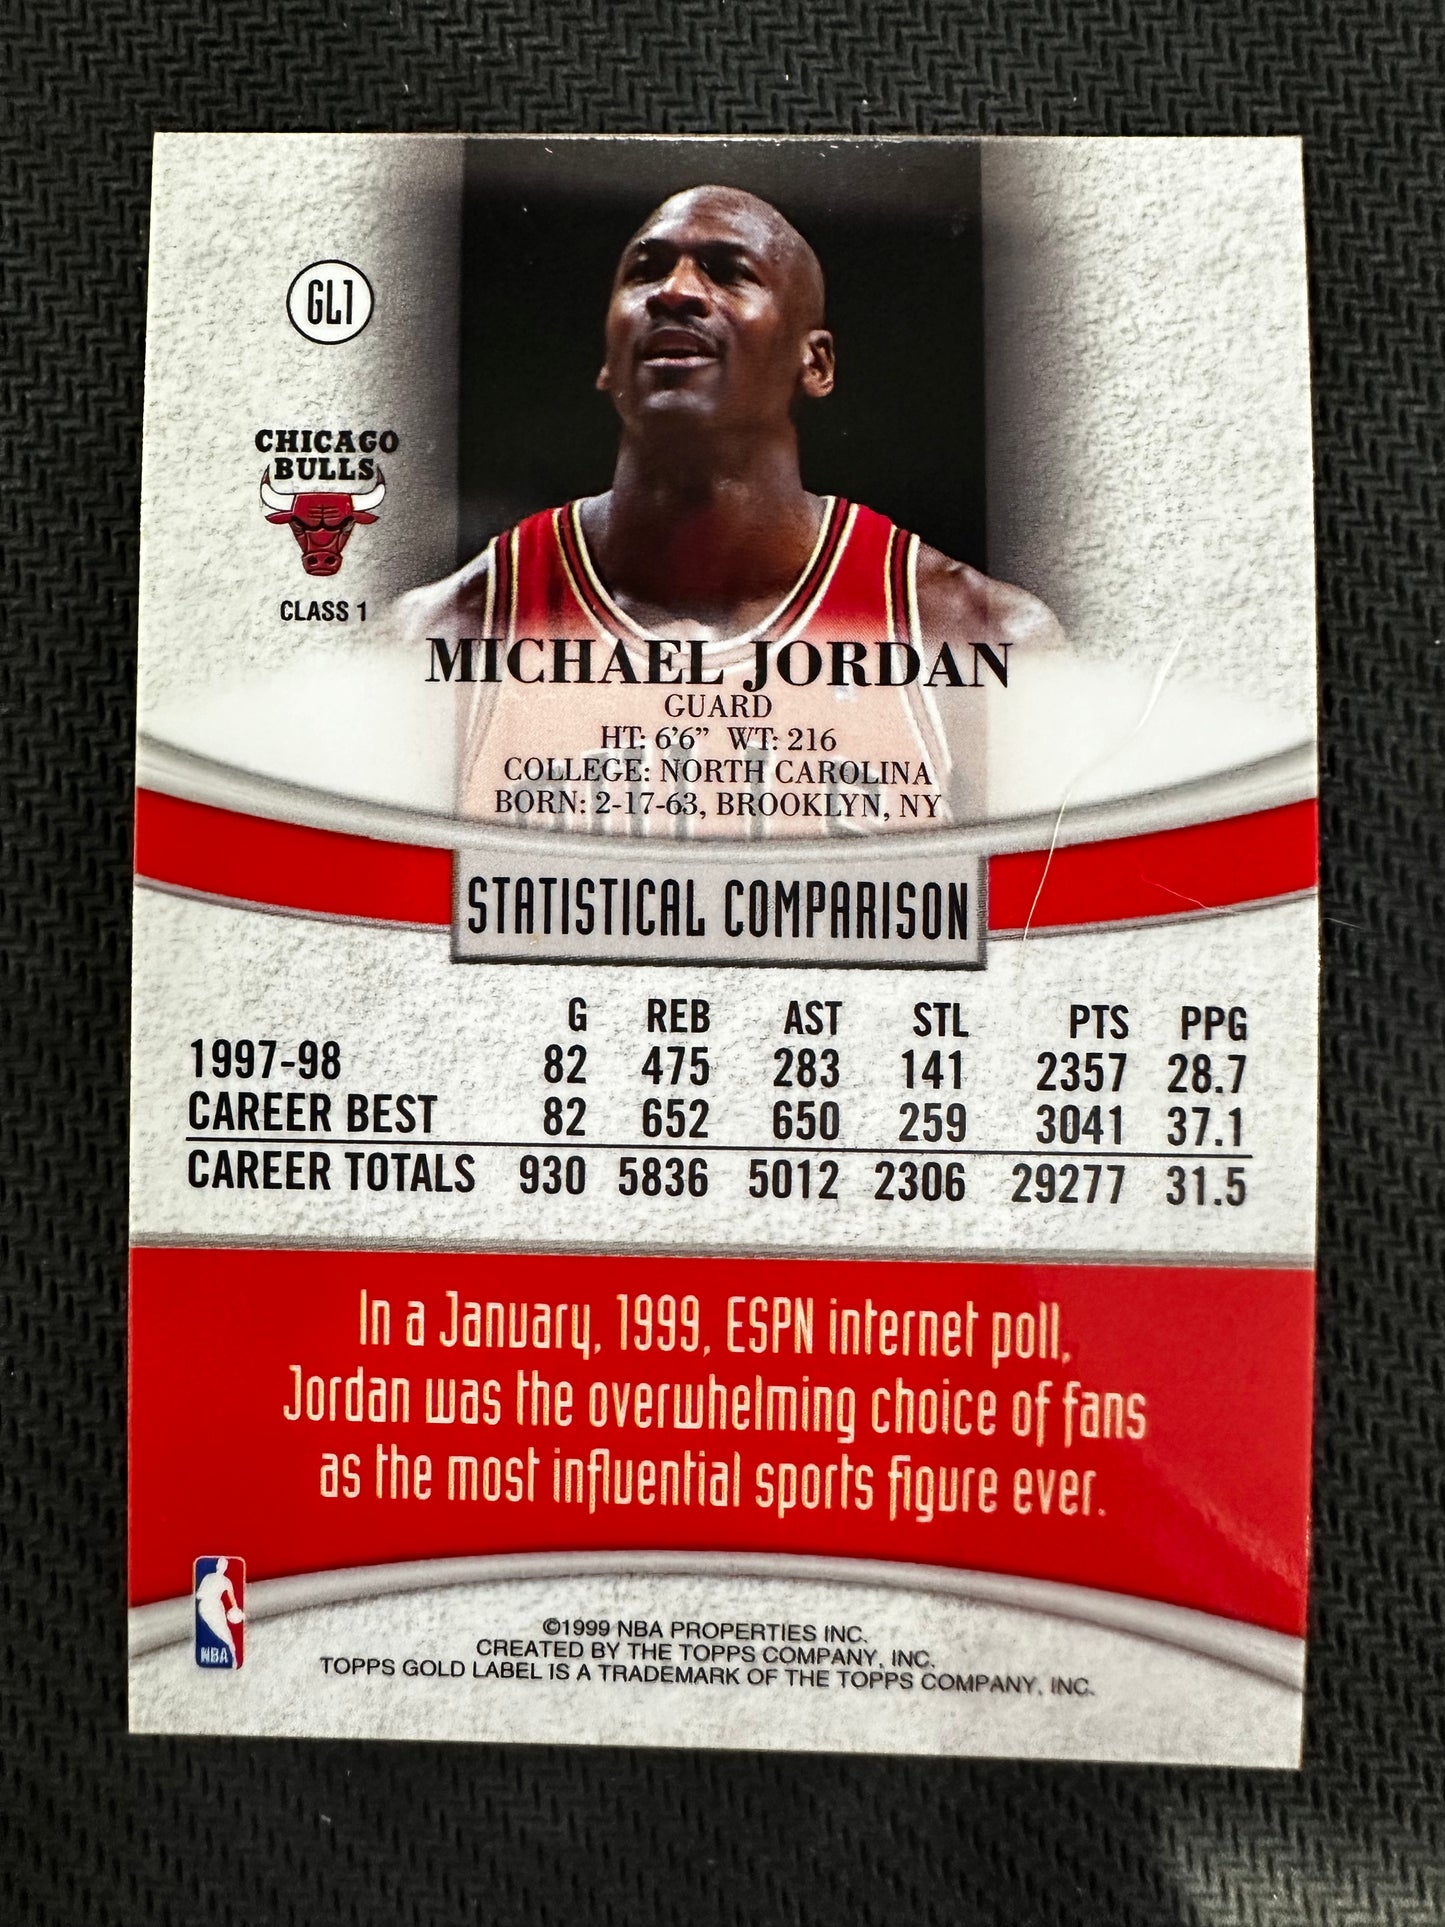 GL1
CHICAGO
BULLS
CLASS 1
MICHAEL JORDAN
GUARD
HT: 6'6" WT: 216
COLLEGE: NORTH CAROLINA
BORN: 2-17-63, BROOKLYN, NY
STATISTICAL COMPARISON
G REB AST STL PTS PPG
1997-98 82 475 283 141 2357 28.7
CAREER BEST 82 652 650 259 3041 37.1
CAREER TOTALS 930 5836 5012 2306 29277 31.5
In a January, 1999, ESPN internet poll,
Jordan was the overwhelming choice of fans
as the most influential sports figure ever.
NBA
©1999 NBA PROPERTIES INC.
CREATED BY THE TOPPS COMPANY, INC.
TOPPS GOLD LABEL IS A TRADEMARK OF THE TOPPS COMPANY, INC.